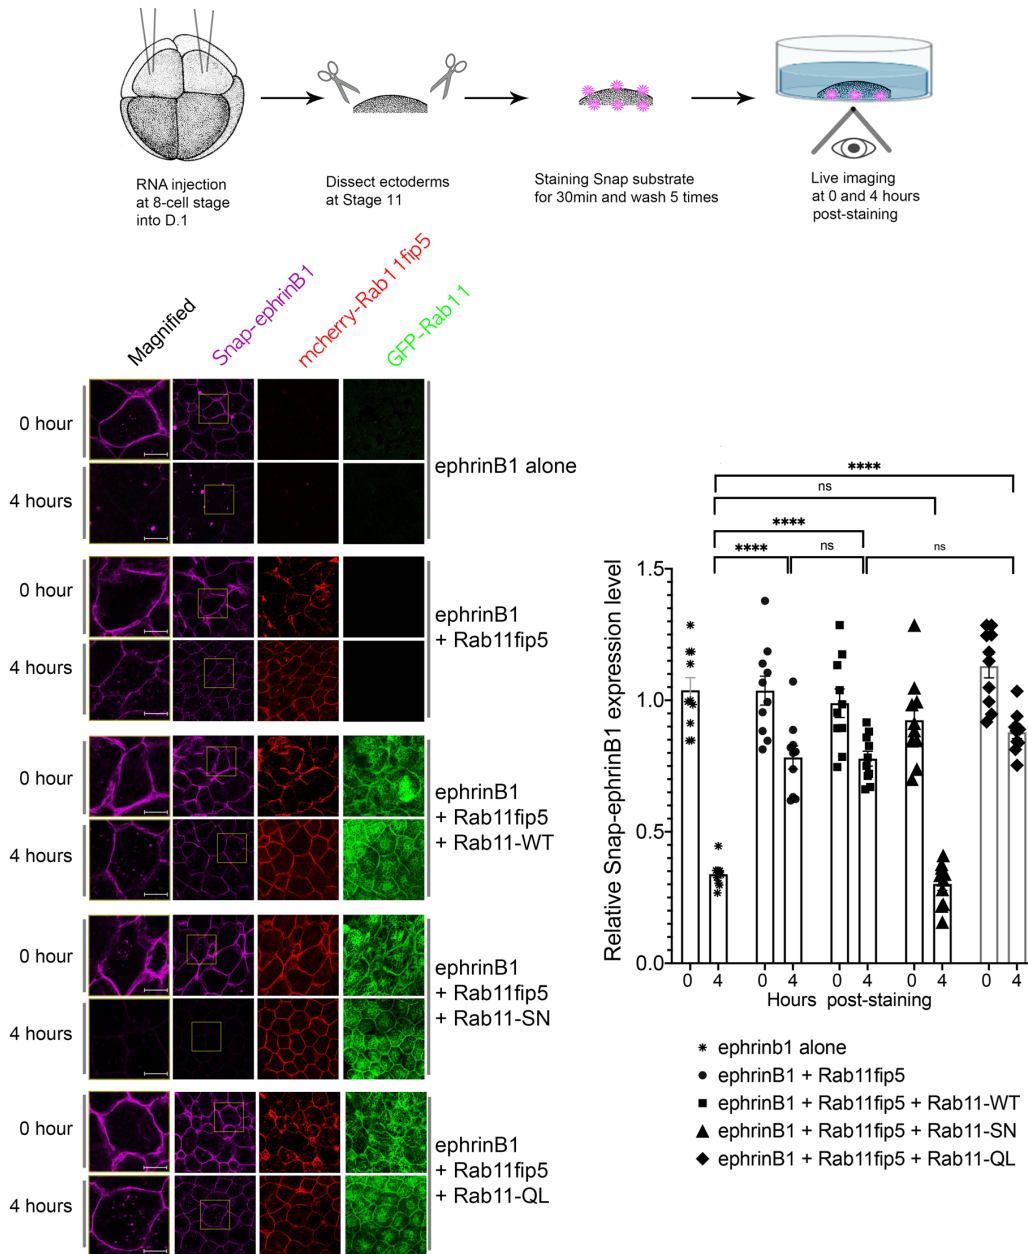 RNA injection
at 8-cell stage
into D.1
Dissect ectoderms
at Stage 11
Staining Snap substrate
for 30min and wash 5 times
Live imaging
at 0 and 4 hours
post-staining
Magnified
Snap-ephrinB1
mcherry-Rab11fip5
GFP-Rab11
0 hour
4 hours
ephrinB1 alone
0 hour
4 hours
ephrinB1
+ Rab11fip5
0 hour
4 hours
ephrinB1
+ Rab11fip5
+ Rab11-WT
0 hour
4 hours
ephrinB1
+ Rab11fip5
+ Rab11-SN
0 hour
4 hours
ephrinB1
+ Rab11fip5
+ Rab11-QL
****
ns
****
**** ns ns
Relative Snap-ephrinB1 expression level
1.5
1.0
0.5
0.0
0 4 0 4 0 4 0 4 0 4
Hours post-staining
ephrinb1 alone
ephrinB1 + Rab11fip5
ephrinB1 + Rab11fip5 + Rab11-WT
ephrinB1 + Rab11fip5 + Rab11-SN
ephrinB1 + Rab11fip5 + Rab11-QL